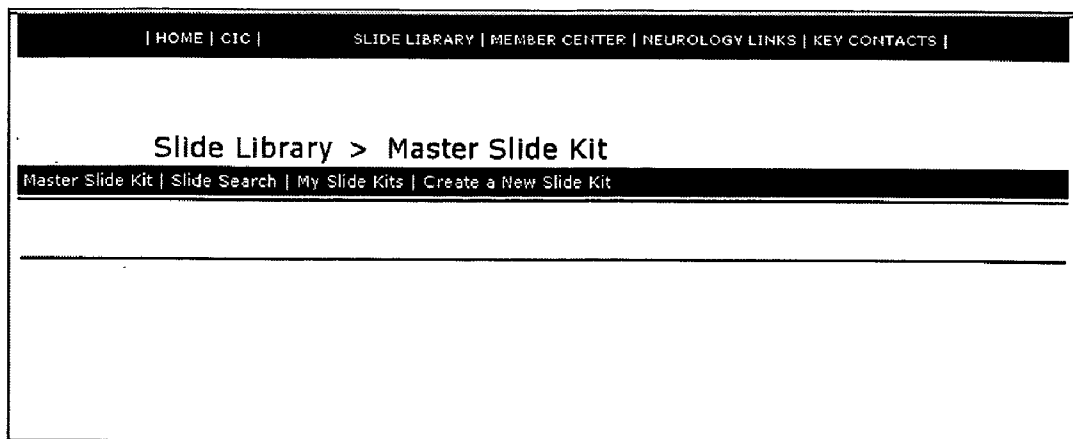 | HOME | CIC | SLIDE LIBRARY | MEMBER CENTER | NEUROLOGY LINKS | KEY CONTACTS |
Slide Library > Master Slide Kit
Master Slide Kit | Slide Search | My Slide Kits | Create a New Slide Kit